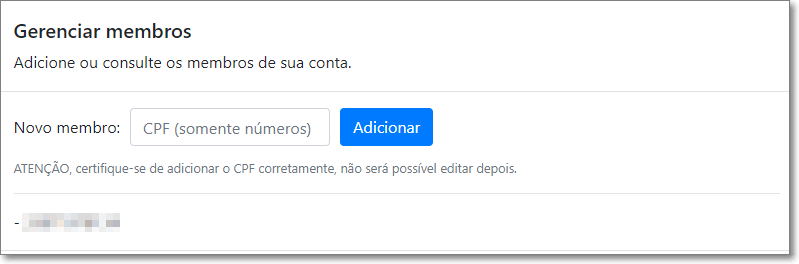 Gerenciar membros
Adicione ou consulte os membros de sua conta.
Novo membro: CPF (somente números) Adicionar
ATENÇÃO, certifique-se de adicionar o CPF corretamente, não será possível editar depois.
-